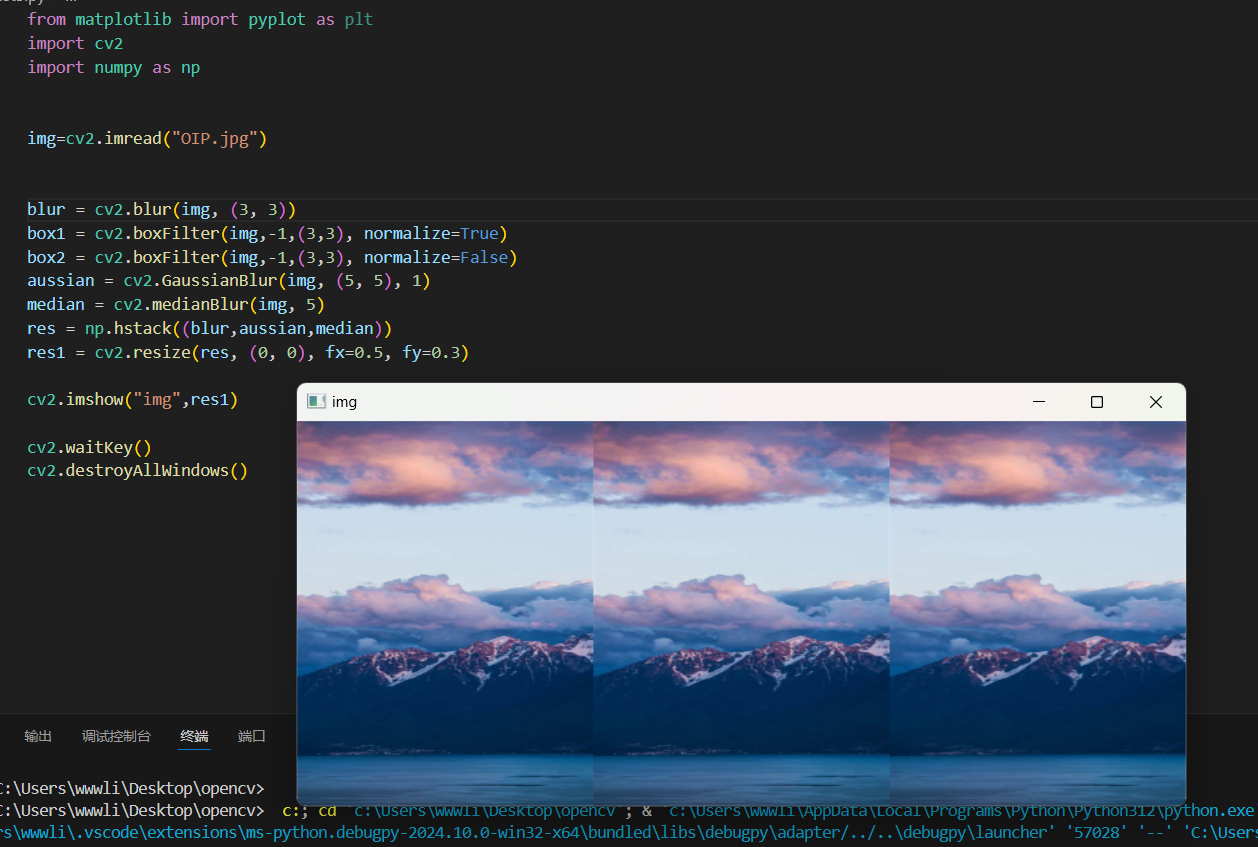 from matplotlib import pyplot as plt
import cv2
import numpy as np
img=cv2.imread("OIP.jpg")
blur = cv2.blur(img, (3, 3))
box1 = cv2.boxFilter(img,-1,(3,3), normalize=True)
box2 = cv2.boxFilter(img,-1,(3,3), normalize=False)
aussian = cv2.GaussianBlur(img, (5, 5), 1)
median = cv2.medianBlur(img, 5)
res = np.hstack((blur,aussian,median))
res1 = cv2.resize(res, (0, 0), fx=0.5, fy=0.3)
cv2.imshow("img",res1)
cv2.waitKey()
cv2.destroyAllWindows()
img
输出 调试控制台 终端 端口
C:\Users\wwwli\Desktop\opencv>
C:\Users\wwwli\Desktop\opencv> c:; cd 'c:\Users\wwwli\Desktop\opencv'; & 'c:\Users\wwwli\AppData\Local\Programs\Python\Python312\python.exe
rs\wwwli\.vscode\extensions\ms-python.debugpy-2024.10.0-win32-x64\bundled\libs\debugpy\adapter/../..\debugpy\launcher' '57028' '--' 'C:\Users